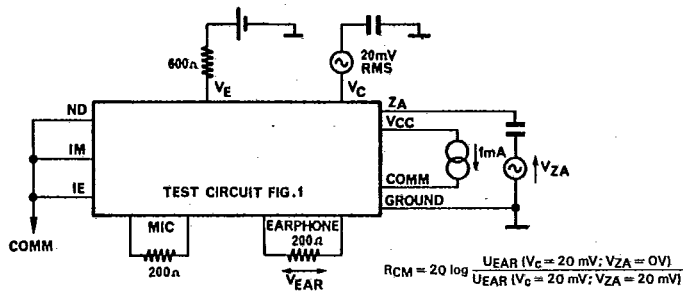 600Ω
20mV
RMS
VE
VC
ND
ZA
VCC
IM
1mA
VZA
IE
TEST CIRCUIT FIG.1
COMM
GROUND
COMM
MIC
200Ω
EARPHONE
200Ω
VEAR
RCM = 20 log UEAR (VC = 20 mV; VZA = 0V)
UEAR (VC = 20 mV; VZA = 20 mV)